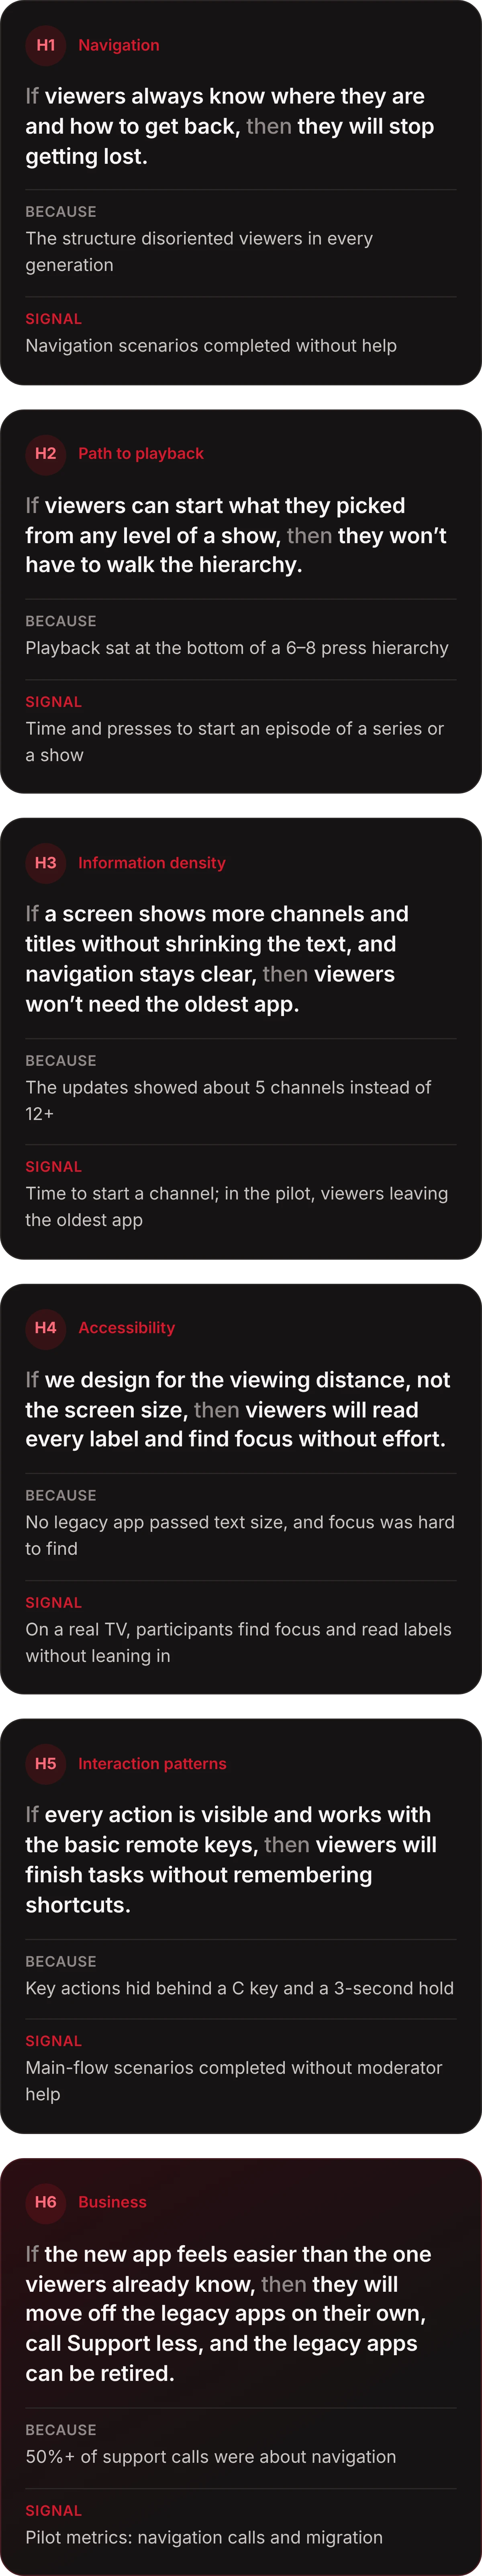 H1 Navigation
If viewers always know where they are
and how to get back, then they will stop
getting lost.
BECAUSE
The structure disoriented viewers in every
generation
SIGNAL
Navigation scenarios completed without help
H2 Path to playback
If viewers can start what they picked
from any level of a show, then they won’t
have to walk the hierarchy.
BECAUSE
Playback sat at the bottom of a 6–8 press hierarchy
SIGNAL
Time and presses to start an episode of a series or
a show
H3 Information density
If a screen shows more channels and
titles without shrinking the text, and
navigation stays clear, then viewers
won’t need the oldest app.
BECAUSE
The updates showed about 5 channels instead of
12+
SIGNAL
Time to start a channel; in the pilot, viewers leaving
the oldest app
H4 Accessibility
If we design for the viewing distance, not
the screen size, then viewers will read
every label and find focus without effort.
BECAUSE
No legacy app passed text size, and focus was hard
to find
SIGNAL
On a real TV, participants find focus and read labels
without leaning in
H5 Interaction patterns
If every action is visible and works with
the basic remote keys, then viewers will
finish tasks without remembering
shortcuts.
BECAUSE
Key actions hid behind a C key and a 3-second hold
SIGNAL
Main-flow scenarios completed without moderator
help
H6 Business
If the new app feels easier than the one
viewers already know, then they will
move off the legacy apps on their own,
call Support less, and the legacy apps
can be retired.
BECAUSE
50%+ of support calls were about navigation
SIGNAL
Pilot metrics: navigation calls and migration